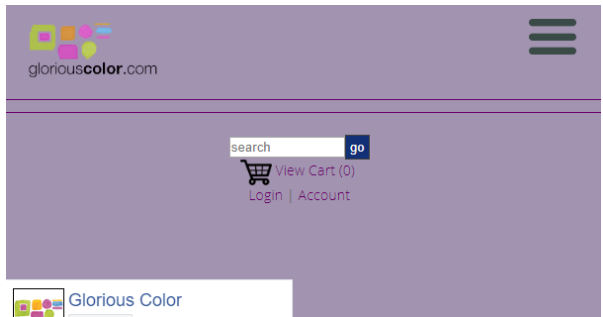 gloriouscolor.com
search go
View Cart (0)
Login | Account
Glorious Color